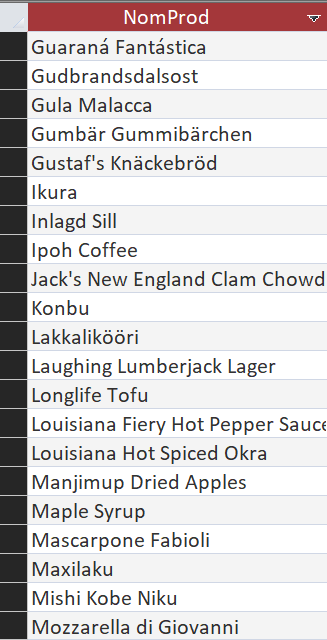 NomProd
Guaraná Fantástica
Gudbrandsdalsost
Gula Malacca
Gumbär Gummibärchen
Gustaf's Knäckebröd
Ikura
Inlagd Sill
Ipoh Coffee
Jack's New England Clam Chowd
Konbu
Lakkalikööri
Laughing Lumberjack Lager
Longlife Tofu
Louisiana Fiery Hot Pepper Sauce
Louisiana Hot Spiced Okra
Manjimup Dried Apples
Maple Syrup
Mascarpone Fabioli
Maxilaku
Mishi Kobe Niku
Mozzarella di Giovanni